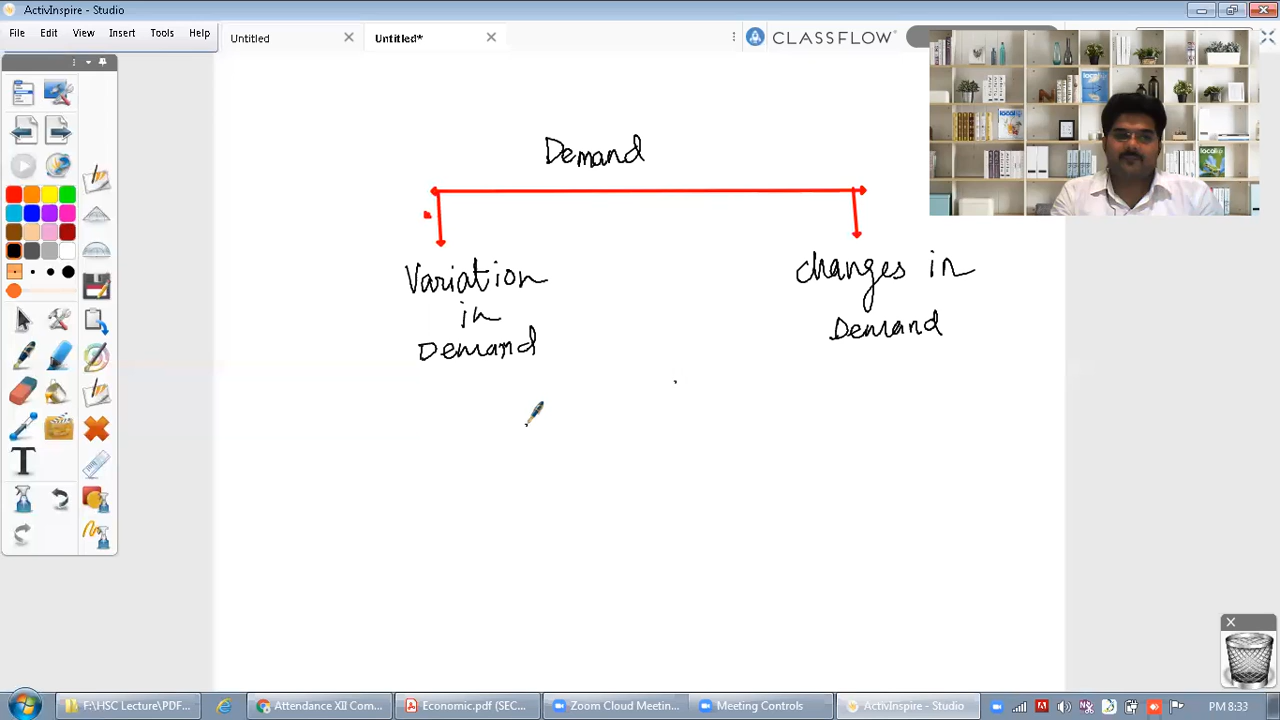 ActivInspire - Studio
File Edit View Insert Tools Help
Untitled
Untitled*
CLASSFLOW
Demand
Variation
in
Demand
changes in
Demand
T
F:\HSC Lecture\PDF...
Attendance XII Com...
Economic.pdf (SEC...
Zoom Cloud Meetin...
Meeting Controls
ActivInspire - Studio
PM 8:33